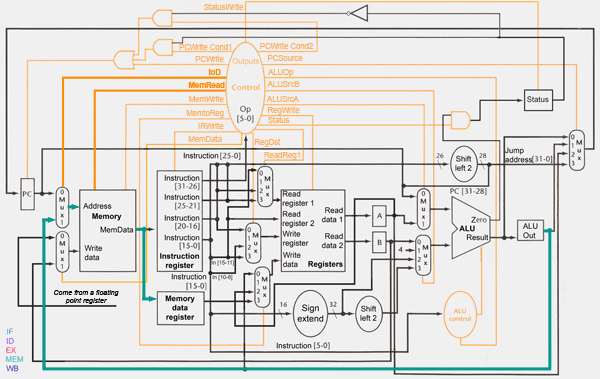 StatusWrite
PCWrite Cond1
PCWrite Cond2
PCWrite
Outputs
PCSource
IoD
ALUOp
MemRead
Control
ALUSrcB
MemWrite
ALUSrcA
Status
MemtoReg
Op
[5-0]
RegWrite
IRWrite
Status
MemData
RegDst
ReadReg1
Instruction [25-0]
26
Shift
left 2
28
Jump
address[31-0]
PC [31-28]
PC
0
M
u
x
1
Address
Memory
MemData
Write
data
0
M
u
x
1
Instruction
[31-26]
Instruction
[25-21]
Instruction
[20-16]
Instruction
[15-0]
Instruction
register
Instruction
[15-0]
Memory
data
register
In [15-11]
In [10-6]
0
1
2
3
Mux
0
1
2
3
Read
register 1
Read
register 2
Write
register
Write
data
Read
data 1
Read
data 2
Registers
A
B
4
0
M
u
x
1
0
1
M
u
x
2
3
Zero
ALU
Result
ALU
Out
0
1
M
u
x
2
3
16
Sign
extend
32
Shift
left 2
ALU
control
Instruction [5-0]
Come from a floating
point register
IF
ID
EX
MEM
WB